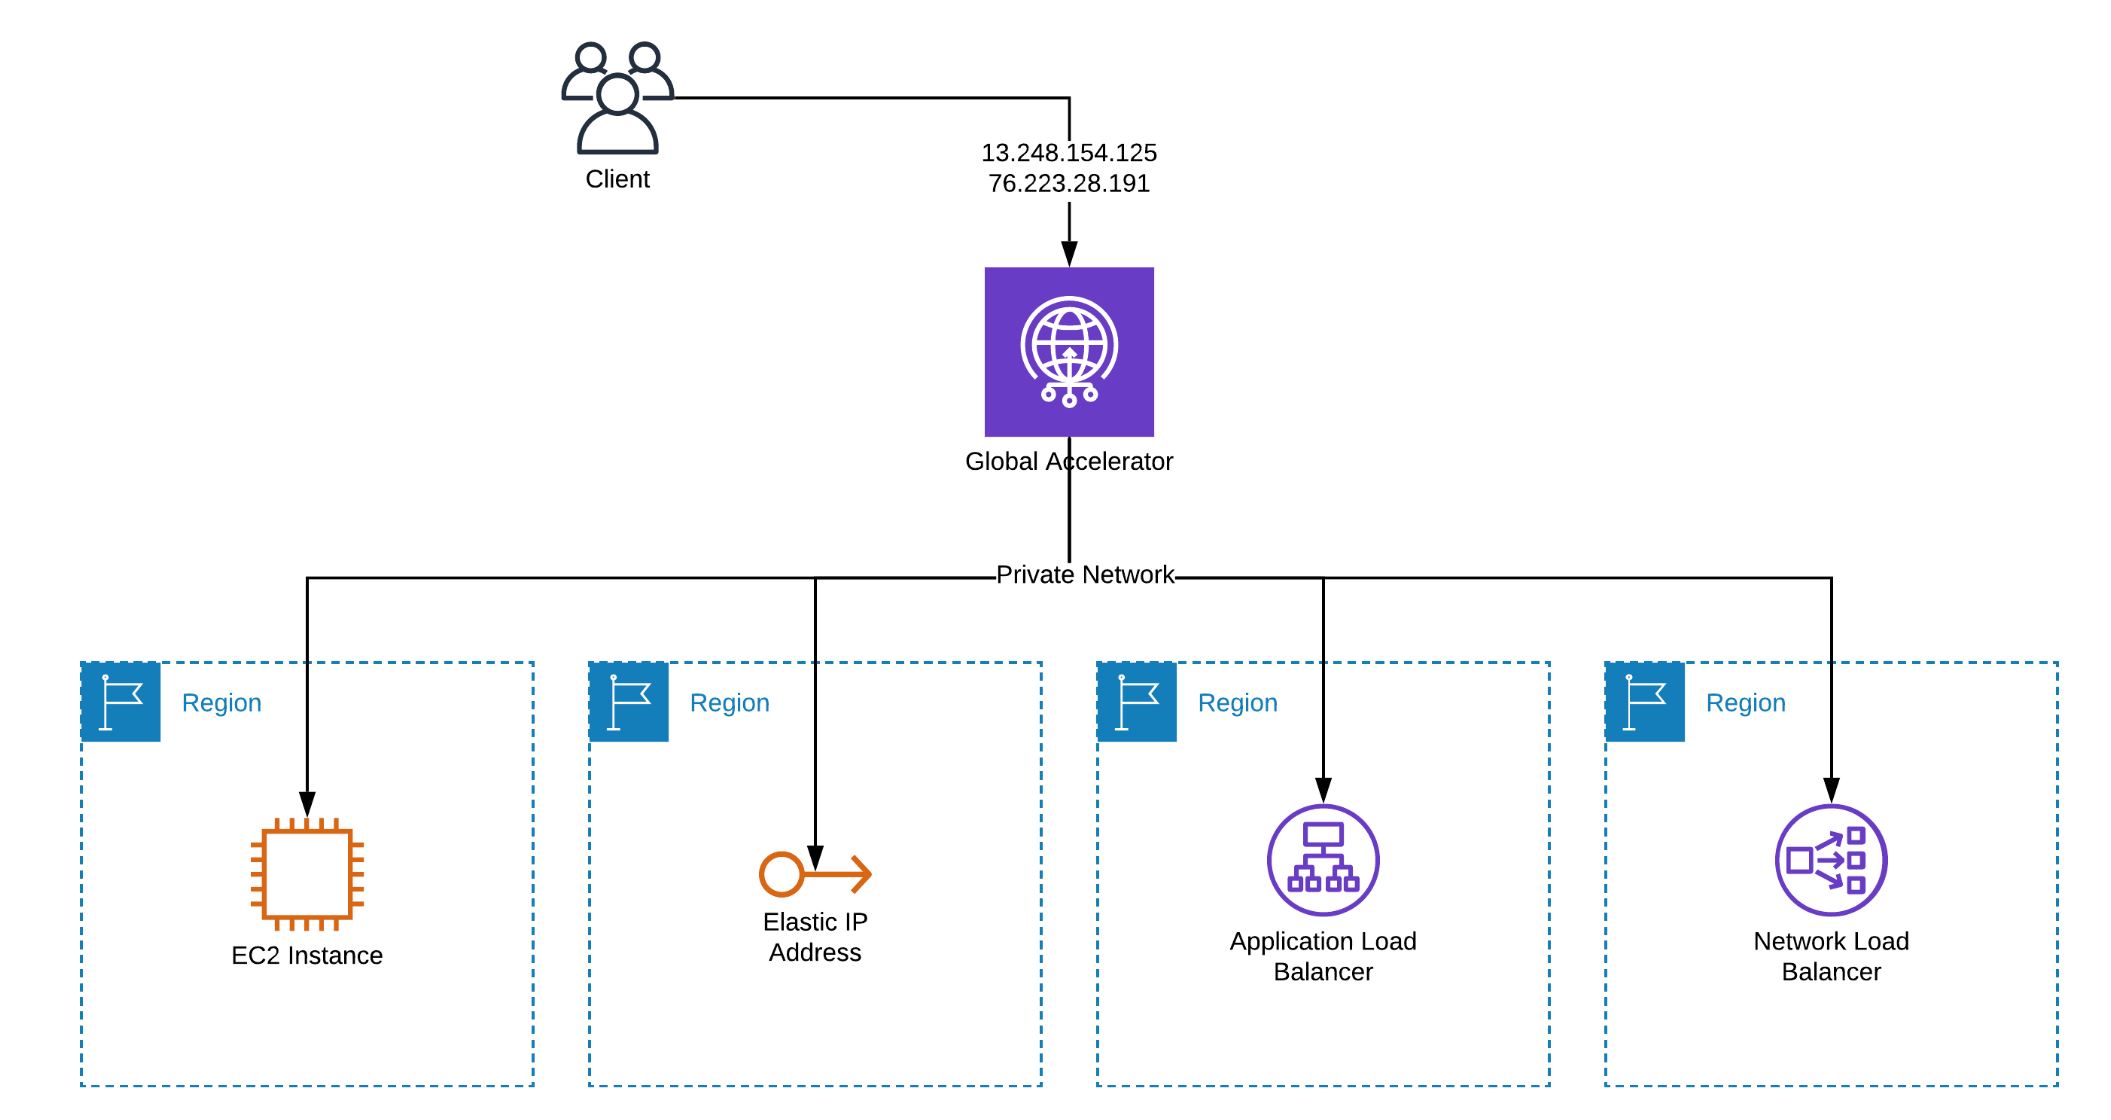 Client
13.248.154.125
76.223.28.191
Global Accelerator
Private Network
Region
Region
Region
Region
EC2 Instance
Elastic IP
Address
Application Load
Balancer
Network Load
Balancer